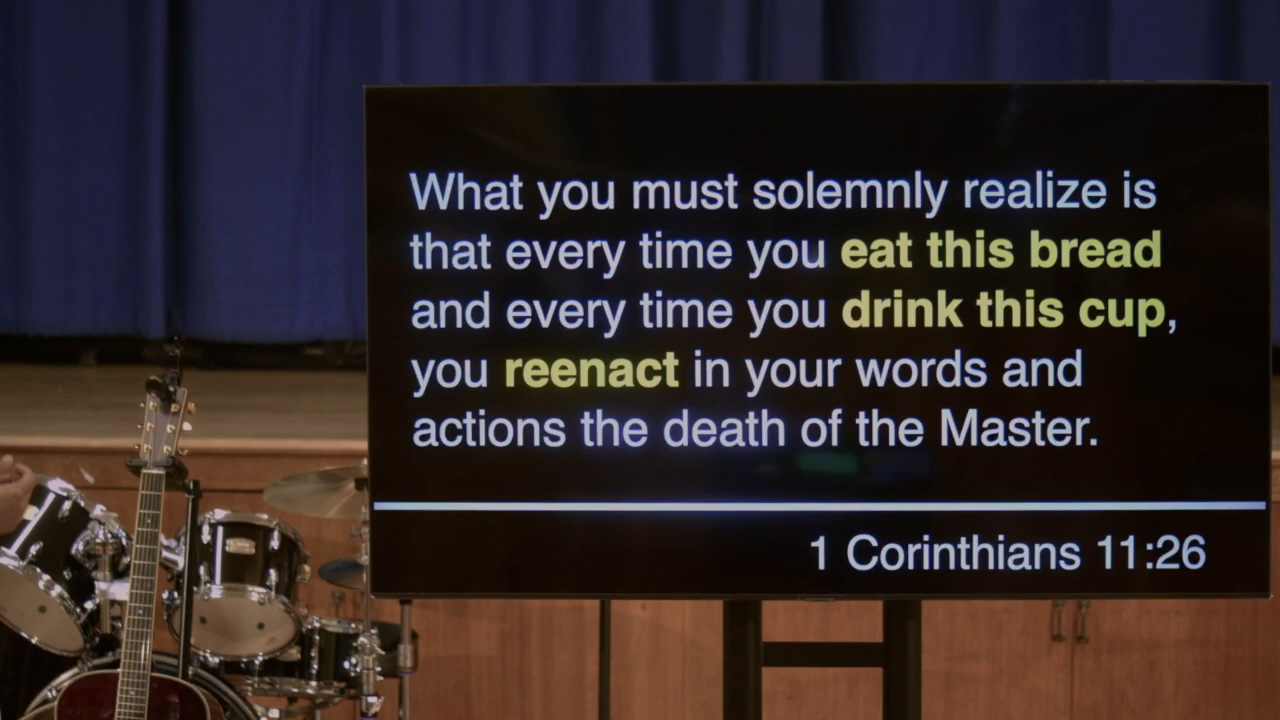 What you must solemnly realize is
that every time you eat this bread
and every time you drink this cup,
you reenact in your words and
actions the death of the Master.
1 Corinthians 11:26